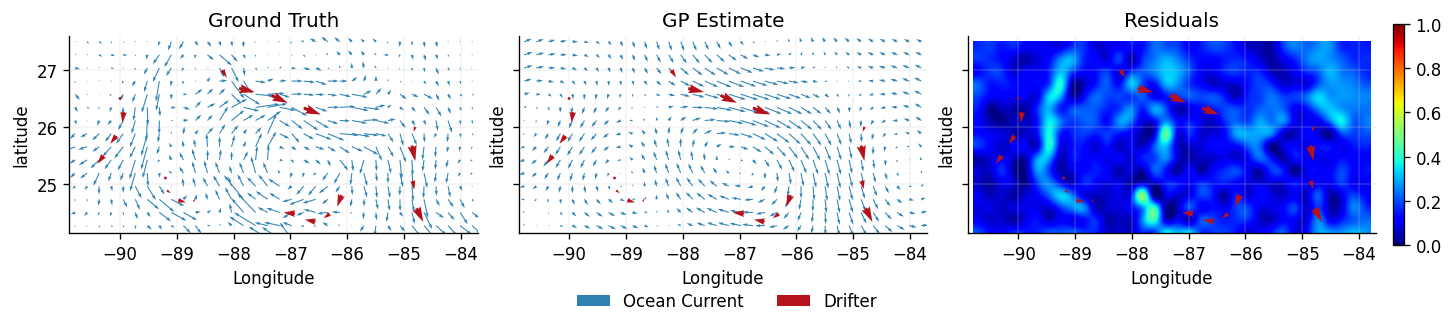 Ground Truth
GP Estimate
Residuals
latitude
27
26
25
−90
−89
−88
−87
−86
−85
−84
Longitude
latitude
−90
−89
−88
−87
−86
−85
−84
Longitude
latitude
−90
−89
−88
−87
−86
−85
−84
Longitude
1.0
0.8
0.6
0.4
0.2
0.0
Ocean Current
Drifter